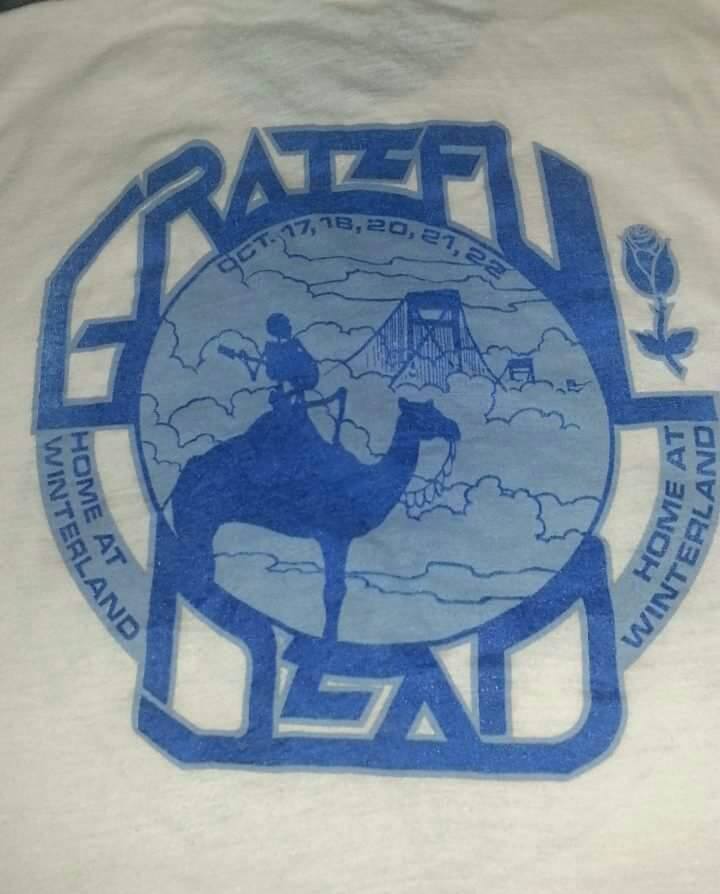 GRATEFUL
OCT. 17, 18, 20, 21, 22
HOME AT
WINTERLAND
HOME AT
WINTERLAND
DEAD